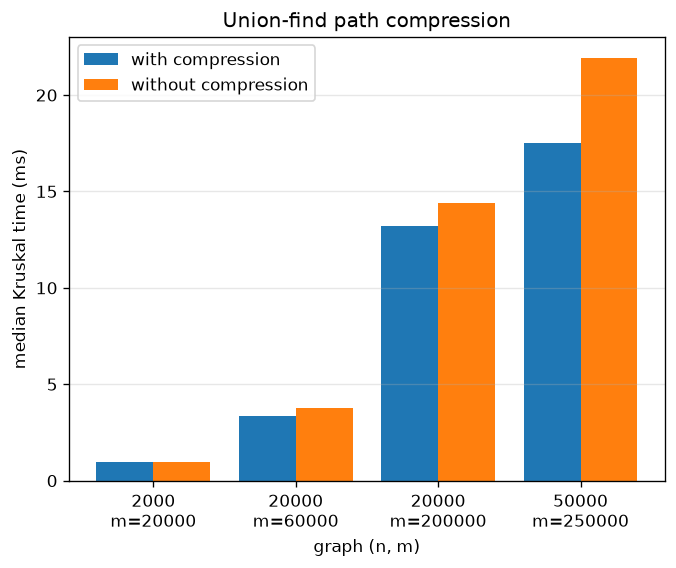 Union-find path compression
with compression
without compression
median Kruskal time (ms)
20
15
10
5
0
2000
m=20000
20000
m=60000
20000
m=200000
50000
m=250000
graph (n, m)